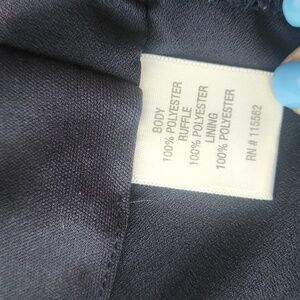 BODY
100% POLYESTER
RUFFLE
100% POLYESTER
LINING
100% POLYESTER
RN # 115562